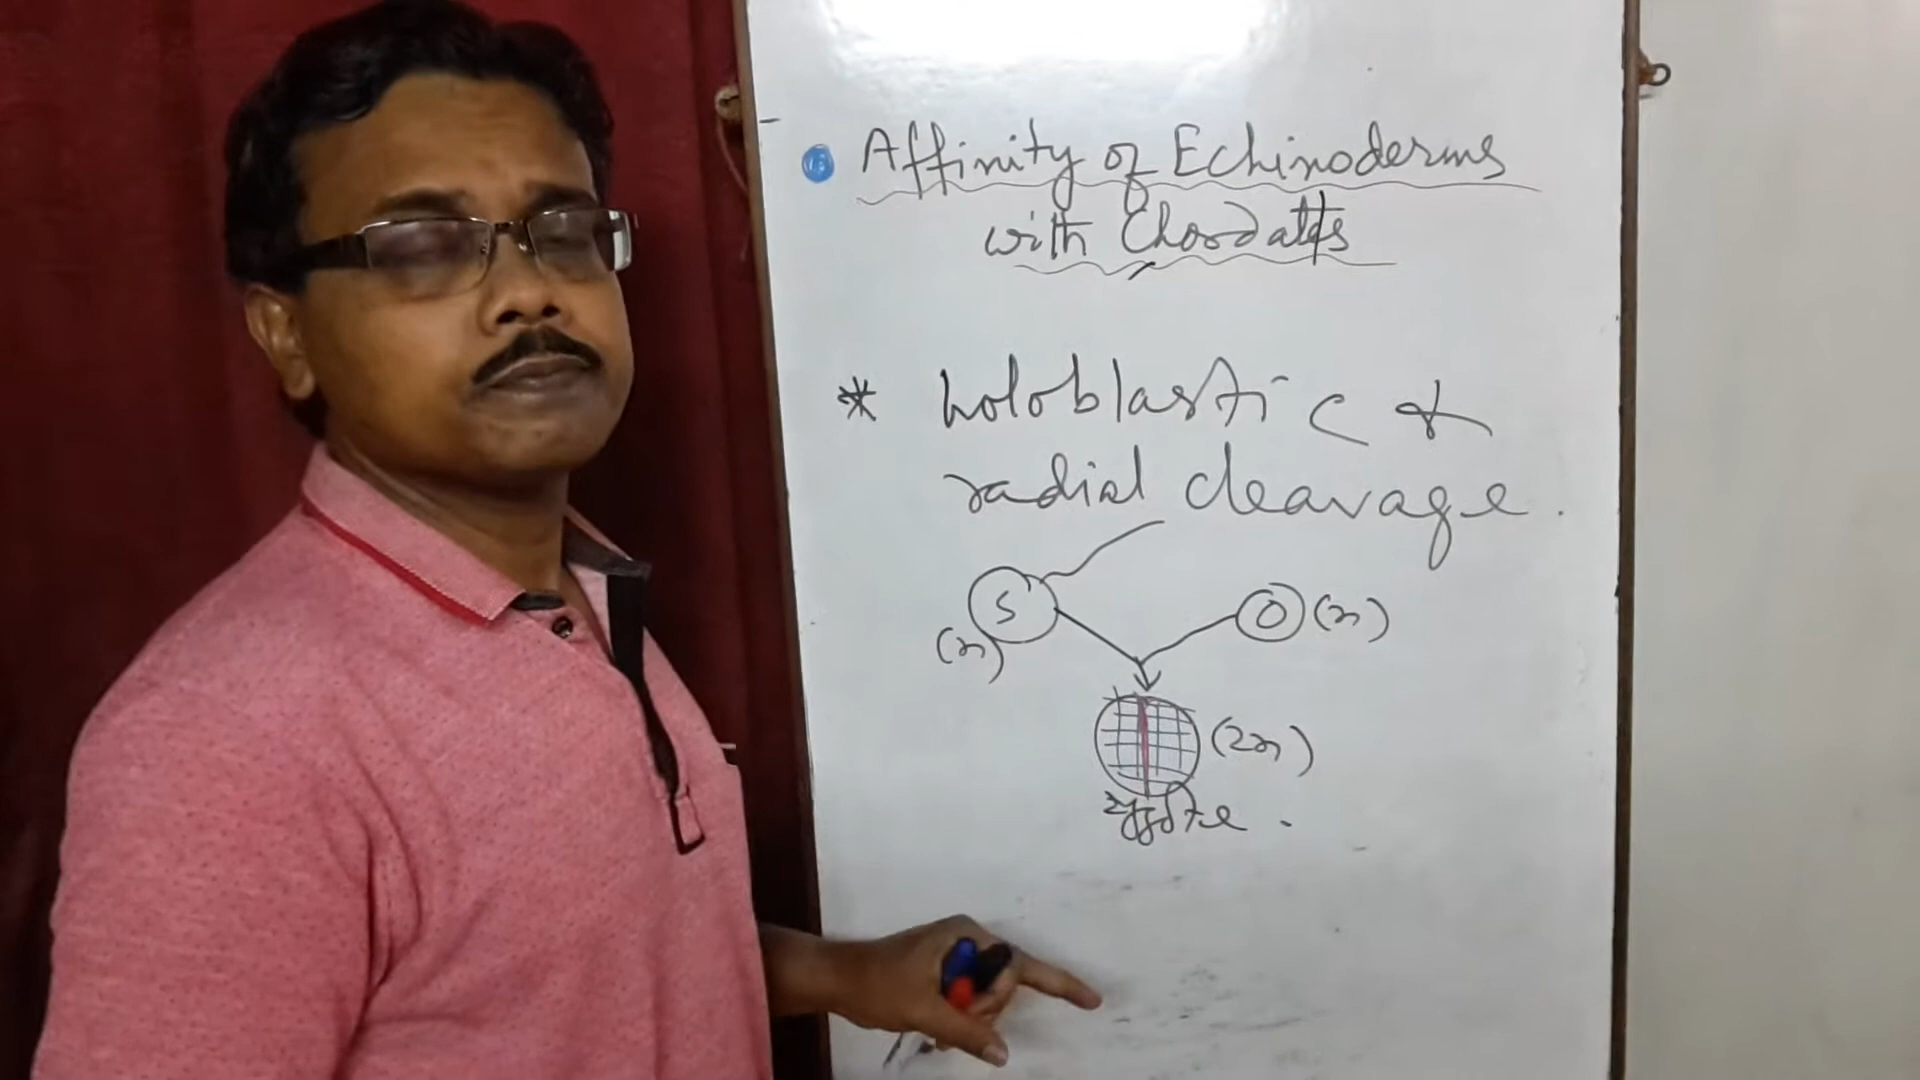 Affinity of Echinoderms
with Chordates
* holoblastic &
radial cleavage.
S O (n)
(n)
(2n)
zygote.